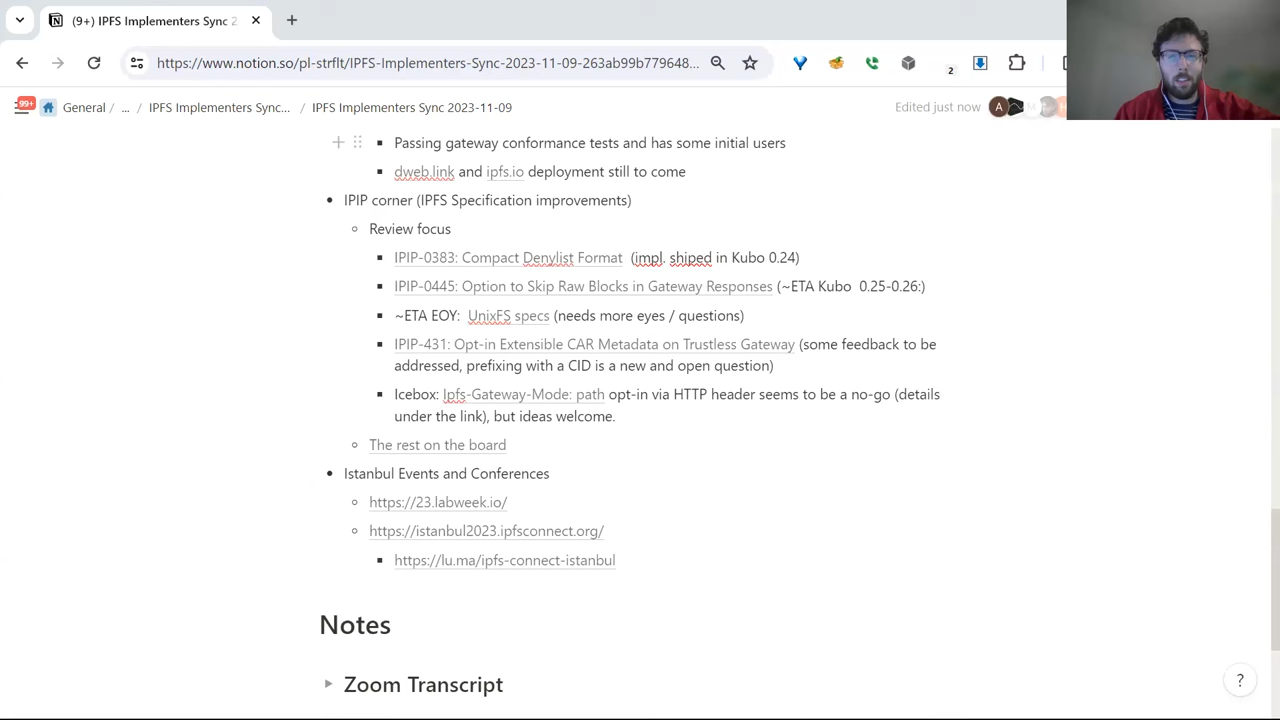 (9+) IPFS Implementers Sync 2
https://www.notion.so/pl-strflt/IPFS-Implementers-Sync-2023-11-09-263ab99b779648...
2
99+
General / ... / IPFS Implementers Sync... / IPFS Implementers Sync 2023-11-09
Edited just now
A
Passing gateway conformance tests and has some initial users
dweb.link and ipfs.io deployment still to come
IPIP corner (IPFS Specification improvements)
Review focus
IPIP-0383: Compact Denylist Format (impl. shiped in Kubo 0.24)
IPIP-0445: Option to Skip Raw Blocks in Gateway Responses (~ETA Kubo 0.25-0.26:)
~ETA EOY: UnixFS specs (needs more eyes / questions)
IPIP-431: Opt-in Extensible CAR Metadata on Trustless Gateway (some feedback to be
addressed, prefixing with a CID is a new and open question)
Icebox: Ipfs-Gateway-Mode: path opt-in via HTTP header seems to be a no-go (details
under the link), but ideas welcome.
The rest on the board
Istanbul Events and Conferences
https://23.labweek.io/
https://istanbul2023.ipfsconnect.org/
https://lu.ma/ipfs-connect-istanbul
Notes
Zoom Transcript
?